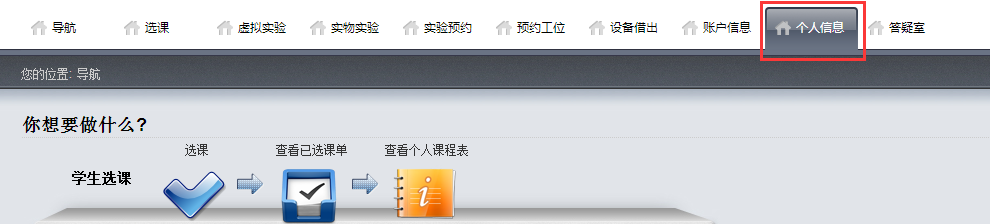 导航 选课 虚拟实验 实物实验 实验预约 预约工位 设备借出 账户信息 个人信息 答疑室
您的位置: 导航
你想要做什么?
选课 查看已选课单 查看个人课程表
学生选课